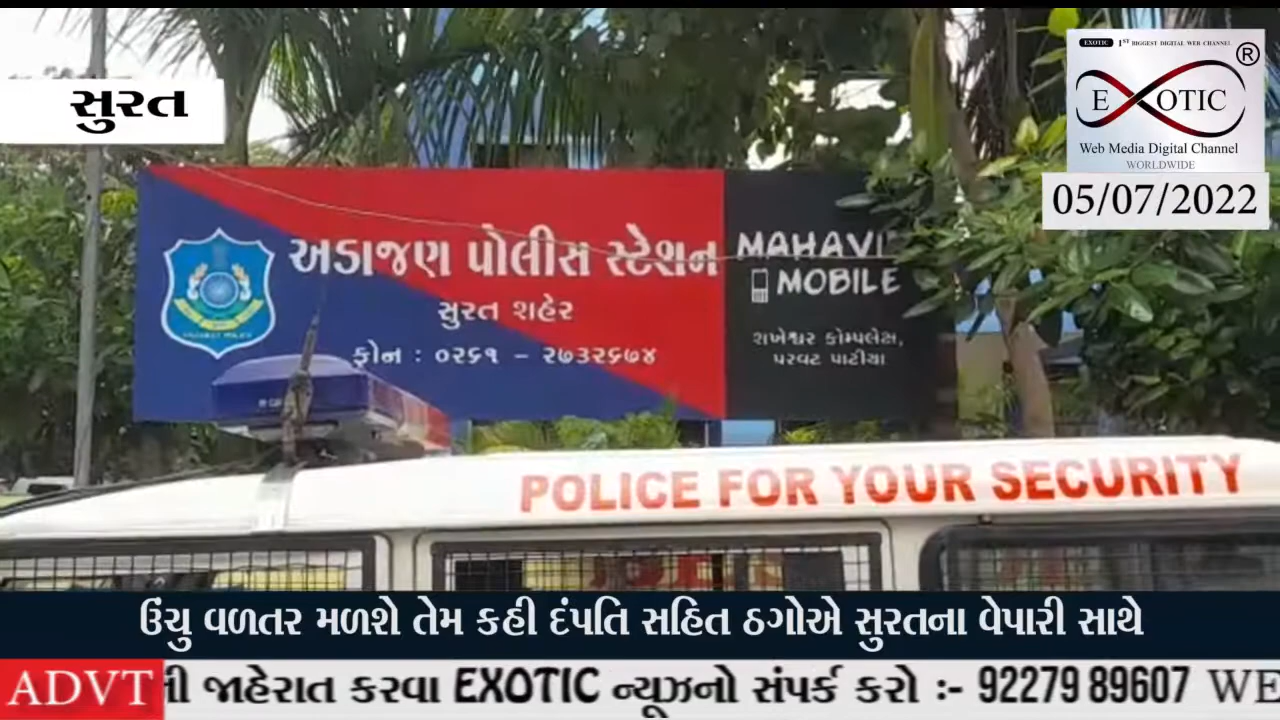 સુરત
EXOTIC 1ST BIGGEST DIGITAL WEB CHANNEL
EXOTIC ®
Web Media Digital Channel
WORLDWIDE
05/07/2022
અડાજણ પોલીસ સ્ટેશન
સુરત શહેર
ફોન : ૦૨૬૧ - ૨૭૩૨૬૭૪
MAHAVI
MOBILE
શંખેશ્વર કોમ્પલેક્ષ,
પરવટ પાટીયા
POLICE FOR YOUR SECURITY
ઉંચુ વળતર મળશે તેમ કહી દંપતિ સહિત ઠગોએ સુરતના વેપારી સાથે
ADVT ની જાહેરાત કરવા EXOTIC ન્યૂઝનો સંપર્ક કરો :- 92279 89607 WE